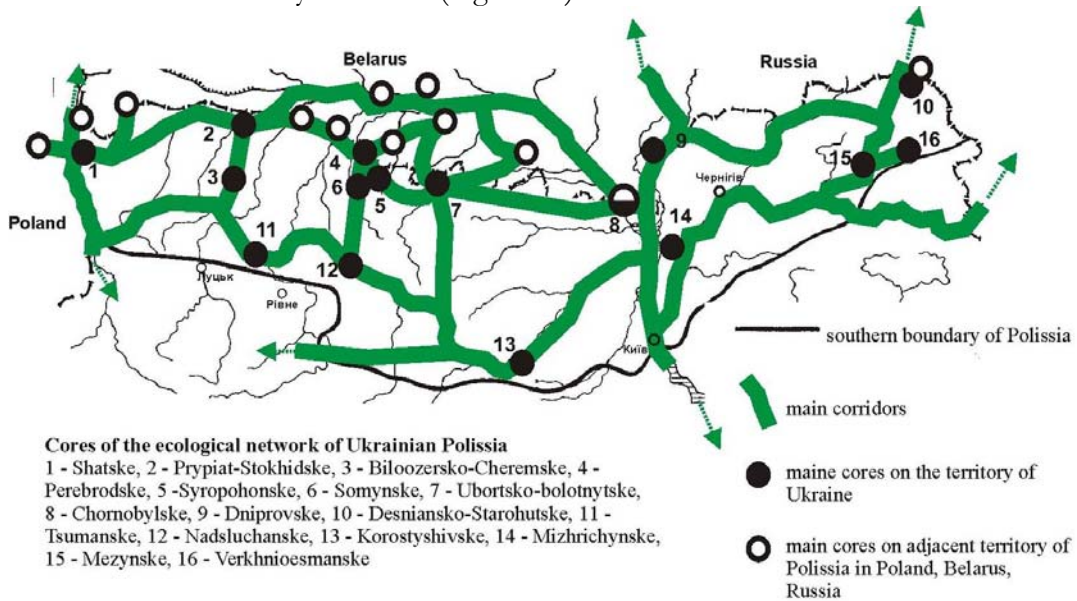 Belarus
Russia
10
2
9
16
1
4
15
Чернігів
3
6
5
7
8
14
Poland
11
12
Луцьк
Рівне
13
Київ
southern boundary of Polissia
main corridors
Cores of the ecological network of Ukrainian Polissia
1 - Shatske, 2 - Prypiat-Stokhidske, 3 - Biloozersko-Cheremske, 4 -
Perebrodske, 5 -Syropohonske, 6 - Somynske, 7 - Ubortsko-bolotnytske,
8 - Chornobylske, 9 - Dniprovske, 10 - Desniansko-Starohutske, 11 -
Tsumanske, 12 - Nadsluchanske, 13 - Korostyshivske, 14 - Mizhrichynske,
15 - Mezynske, 16 - Verkhnioesmanske
maine cores on the territory of
Ukraine
main cores on adjacent territory of
Polissia in Poland, Belarus,
Russia